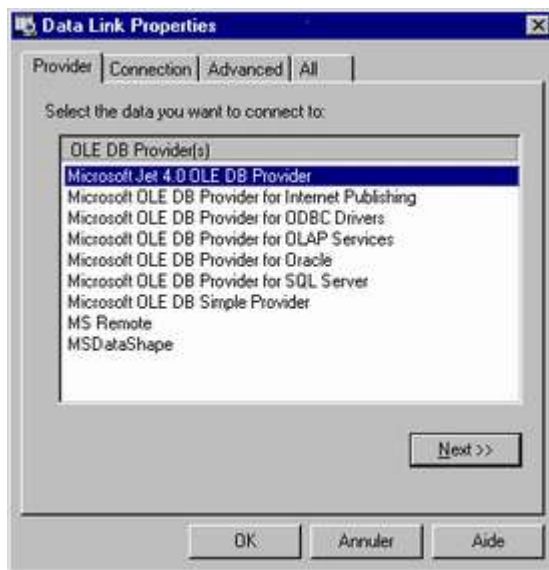 Data Link Properties
Provider Connection Advanced All
Select the data you want to connect to:
OLE DB Provider(s)
Microsoft Jet 4.0 OLE DB Provider
Microsoft OLE DB Provider for Internet Publishing
Microsoft OLE DB Provider for ODBC Drivers
Microsoft OLE DB Provider for OLAP Services
Microsoft OLE DB Provider for Oracle
Microsoft OLE DB Provider for SQL Server
Microsoft OLE DB Simple Provider
MS Remote
MSDataShape
Next >>
OK Annuler Aide